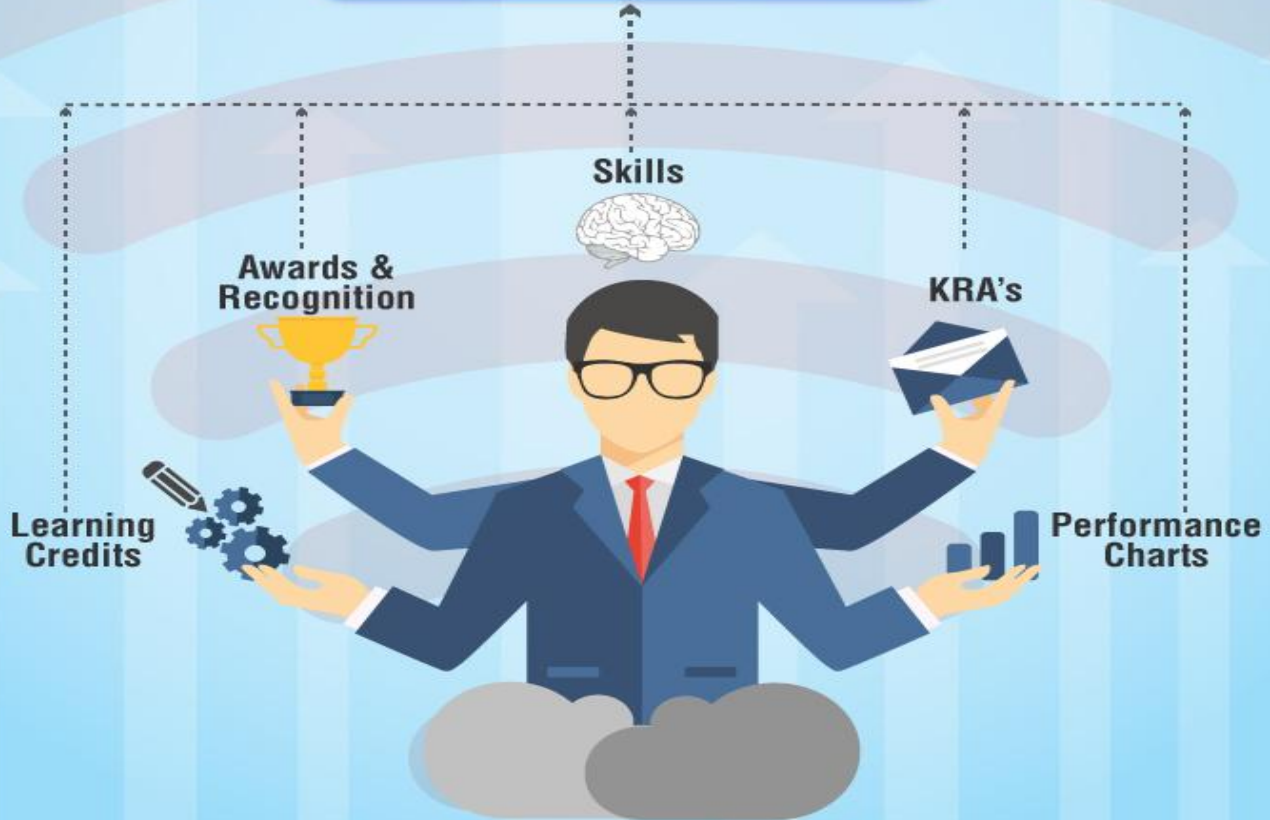 Skills
Awards &
Recognition
KRA's
Learning
Credits
Performance
Charts